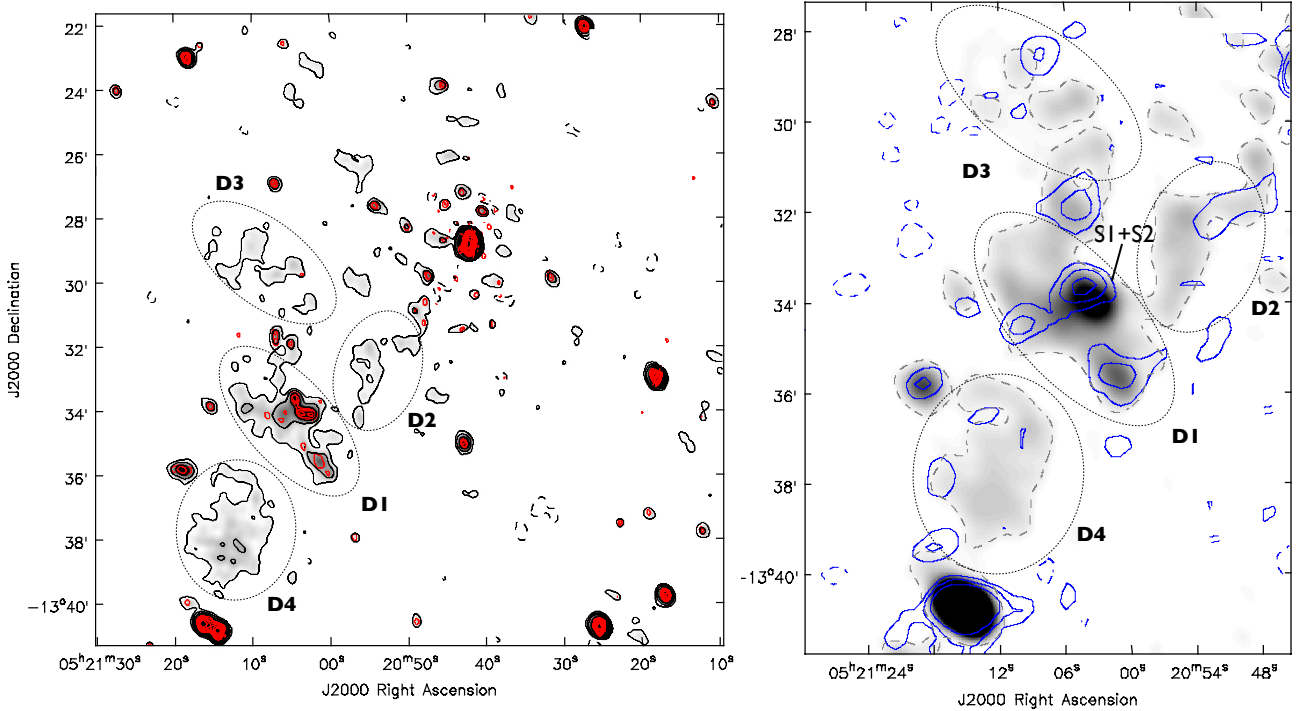 22'
24'
26'
28'
30'
32'
34'
36'
38'
-13°40'
J2000 Declination
D3
D2
D1
D4
05ʰ21ᵐ30ˢ
20ˢ
10ˢ
00ˢ
20ᵐ50ˢ
40ˢ
30ˢ
20ˢ
10ˢ
J2000 Right Ascension
28'
30'
32'
34'
36'
38'
-13°40'
D3
S1+S2
D2
D1
D4
05ʰ21ᵐ24ˢ
12ˢ
06ˢ
00ˢ
20ᵐ54ˢ
48ˢ
J2000 Right Ascension